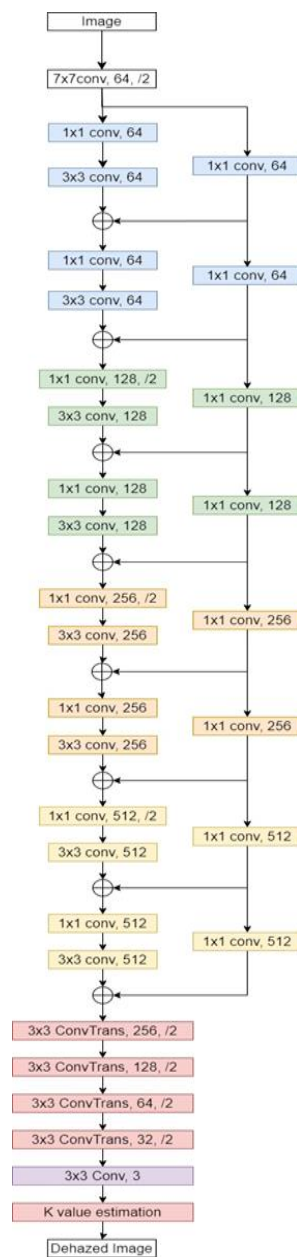 Image
7x7conv, 64, /2
1x1 conv, 64
1x1 conv, 64
3x3 conv, 64
1x1 conv, 64
1x1 conv, 64
3x3 conv, 64
1x1 conv, 128, /2
1x1 conv, 128
3x3 conv, 128
1x1 conv, 128
1x1 conv, 128
3x3 conv, 128
1x1 conv, 256, /2
1x1 conv, 256
3x3 conv, 256
1x1 conv, 256
1x1 conv, 256
3x3 conv, 256
1x1 conv, 512, /2
1x1 conv, 512
3x3 conv, 512
1x1 conv, 512
1x1 conv, 512
3x3 conv, 512
3x3 ConvTrans, 256, /2
3x3 ConvTrans, 128, /2
3x3 ConvTrans, 64, /2
3x3 ConvTrans, 32, /2
3x3 Conv, 3
K value estimation
Dehazed Image